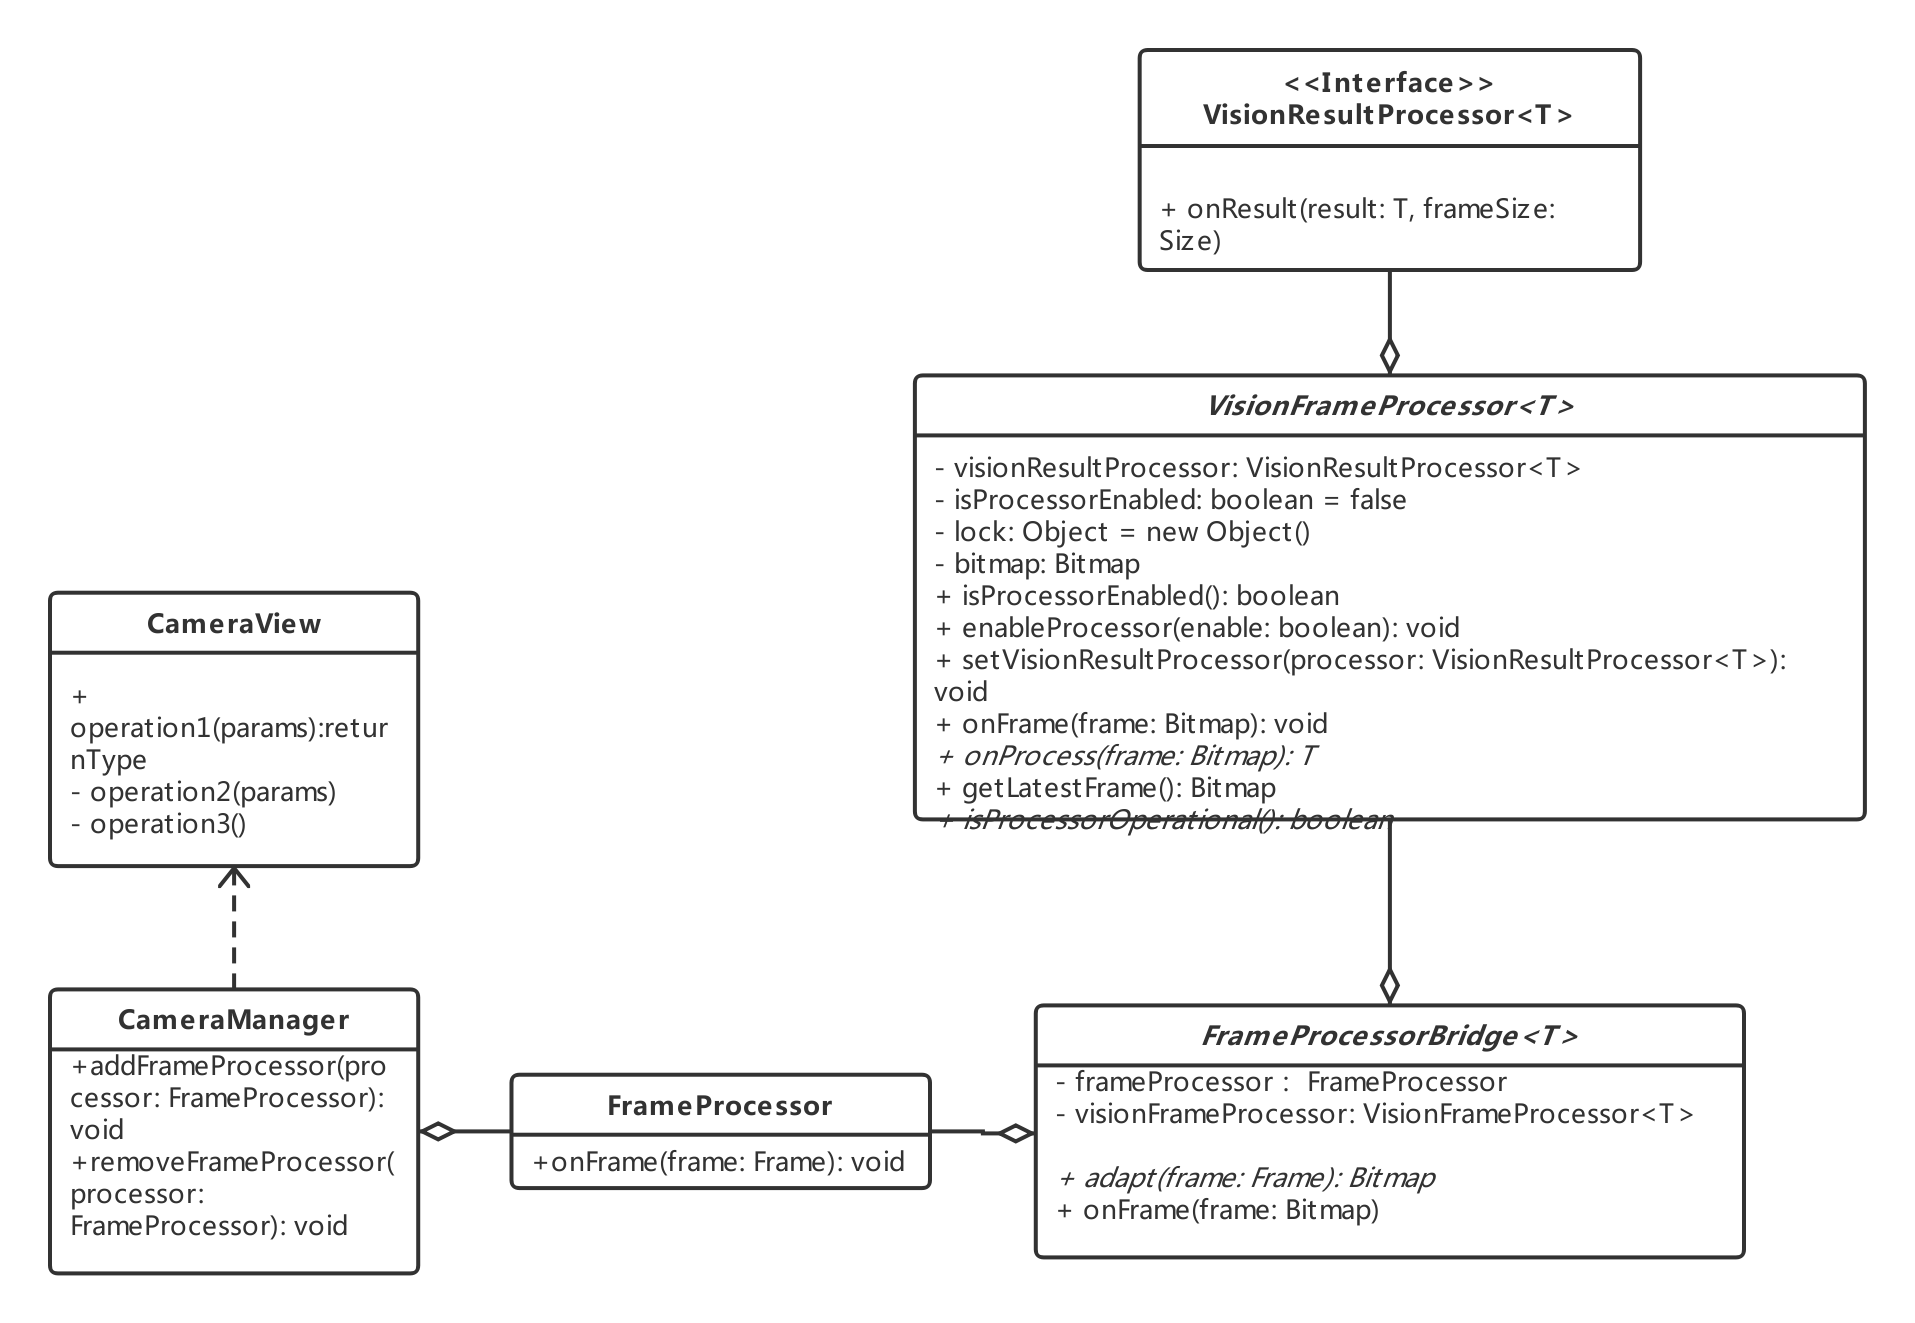 <<Interface>>
VisionResultProcessor<T>
+ onResult(result: T, frameSize:
Size)
VisionFrameProcessor<T>
- visionResultProcessor: VisionResultProcessor<T>
- isProcessorEnabled: boolean = false
- lock: Object = new Object()
- bitmap: Bitmap
+ isProcessorEnabled(): boolean
+ enableProcessor(enable: boolean): void
+ setVisionResultProcessor(processor: VisionResultProcessor<T>):
void
+ onFrame(frame: Bitmap): void
+ onProcess(frame: Bitmap): T
+ getLatestFrame(): Bitmap
+ isProcessorOperational(): boolean
CameraView
+
operation1(params):retur
nType
- operation2(params)
- operation3()
CameraManager
+addFrameProcessor(pro
cessor: FrameProcessor):
void
+removeFrameProcessor(
processor:
FrameProcessor): void
FrameProcessor
+onFrame(frame: Frame): void
FrameProcessorBridge<T>
- frameProcessor :  FrameProcessor
- visionFrameProcessor: VisionFrameProcessor<T>
+ adapt(frame: Frame): Bitmap
+ onFrame(frame: Bitmap)